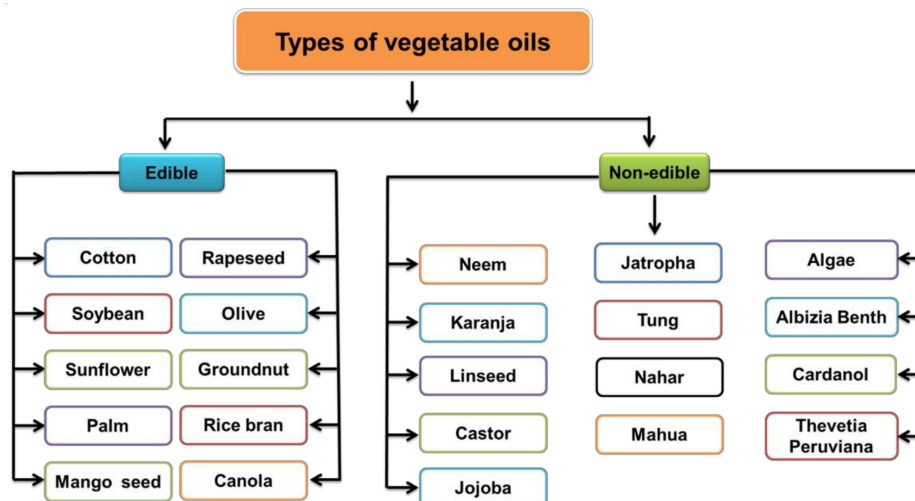 Types of vegetable oils
Edible
Non-edible
Cotton
Rapeseed
Soybean
Olive
Sunflower
Groundnut
Palm
Rice bran
Mango seed
Canola
Neem
Karanja
Linseed
Castor
Jojoba
Jatropha
Tung
Nahar
Mahua
Algae
Albizia Benth
Cardanol
Thevetia
Peruviana